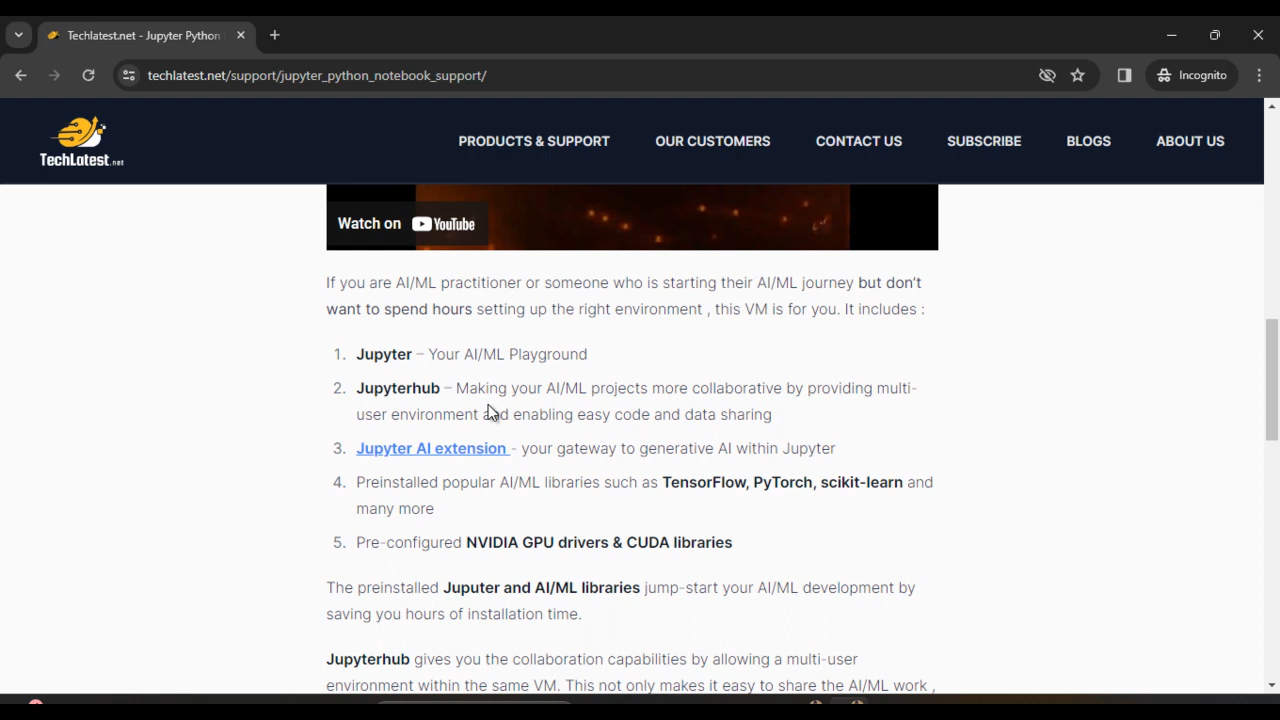 Techlatest.net - Jupyter Python
techlatest.net/support/jupyter_python_notebook_support/
Incognito
TechLatest.net
PRODUCTS & SUPPORT
OUR CUSTOMERS
CONTACT US
SUBSCRIBE
BLOGS
ABOUT US
Watch on YouTube
If you are AI/ML practitioner or someone who is starting their AI/ML journey but don't
want to spend hours setting up the right environment , this VM is for you. It includes :
1. Jupyter – Your AI/ML Playground
2. Jupyterhub – Making your AI/ML projects more collaborative by providing multi-
user environment and enabling easy code and data sharing
3. Jupyter AI extension - your gateway to generative AI within Jupyter
4. Preinstalled popular AI/ML libraries such as TensorFlow, PyTorch, scikit-learn and
many more
5. Pre-configured NVIDIA GPU drivers & CUDA libraries
The preinstalled Juputer and AI/ML libraries jump-start your AI/ML development by
saving you hours of installation time.
Jupyterhub gives you the collaboration capabilities by allowing a multi-user
environment within the same VM. This not only makes it easy to share the AI/ML work ,